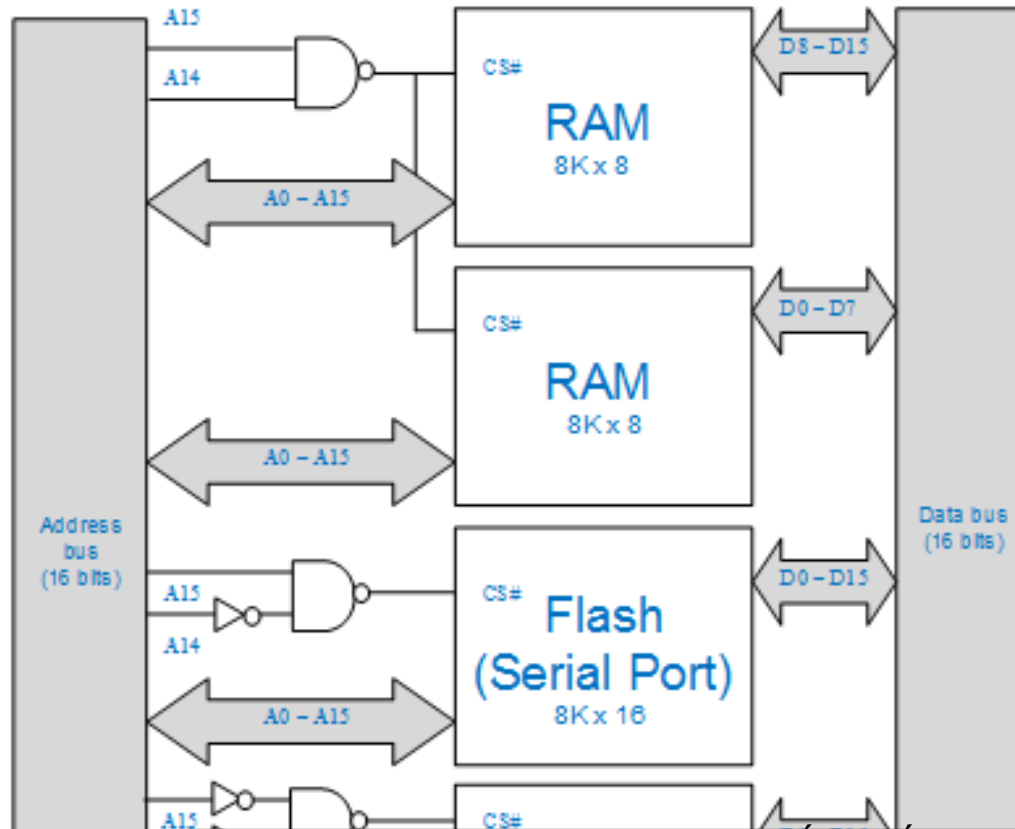 A15
A14
CS#
RAM
8K x 8
D8 – D15
A0 – A15
CS#
RAM
8K x 8
D0 – D7
A0 – A15
Address
bus
(16 bits)
Data bus
(16 bits)
A15
A14
CS#
Flash
(Serial Port)
8K x 16
D0 – D15
A0 – A15
A15
CS#